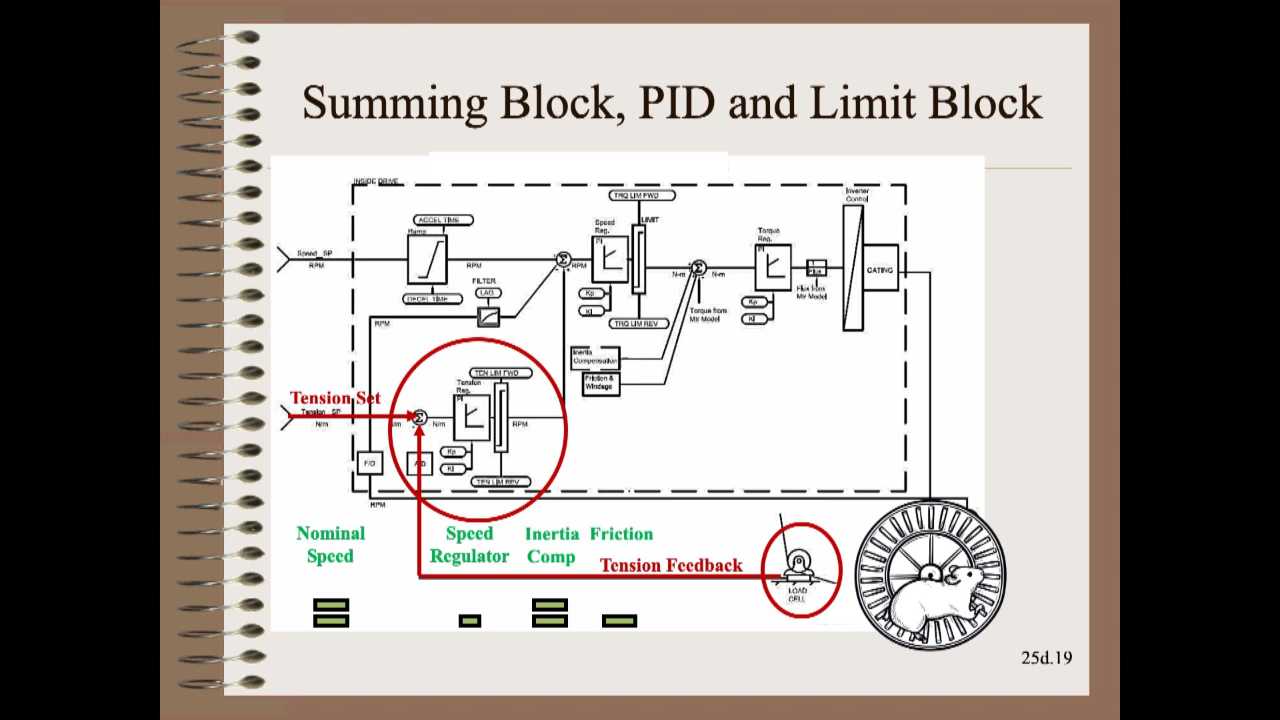 Summing Block, PID and Limit Block
INSIDE DRIVE
ACCEL TIME
Ramp
Speed_SP
RPM
RPM
DECEL TIME
FILTER
LAG
RPM
TRQ LIM FWD
LIMIT
Speed
Reg.
PI
Σ
RPM
Kp
KI
TRQ LIM REV
N-m
Σ
N-m
Torque from
Mtr Model
Torque
Reg.
PI
Kp
KI
Flux
Flux from
Mtr Model
Inverter
Control
GATING
Inertia
Compensation
Friction &
Windage
TEN LIM FWD
Tension
Reg.
PI
Tension Set
Tension_SP
N/m
/m
Σ
N/m
RPM
Kp
KI
F/D
A/D
TEN LIM REV
RPM
Nominal
Speed
Speed
Regulator
Inertia
Comp
Friction
Tension Feedback
LOAD
CELL
25d.19